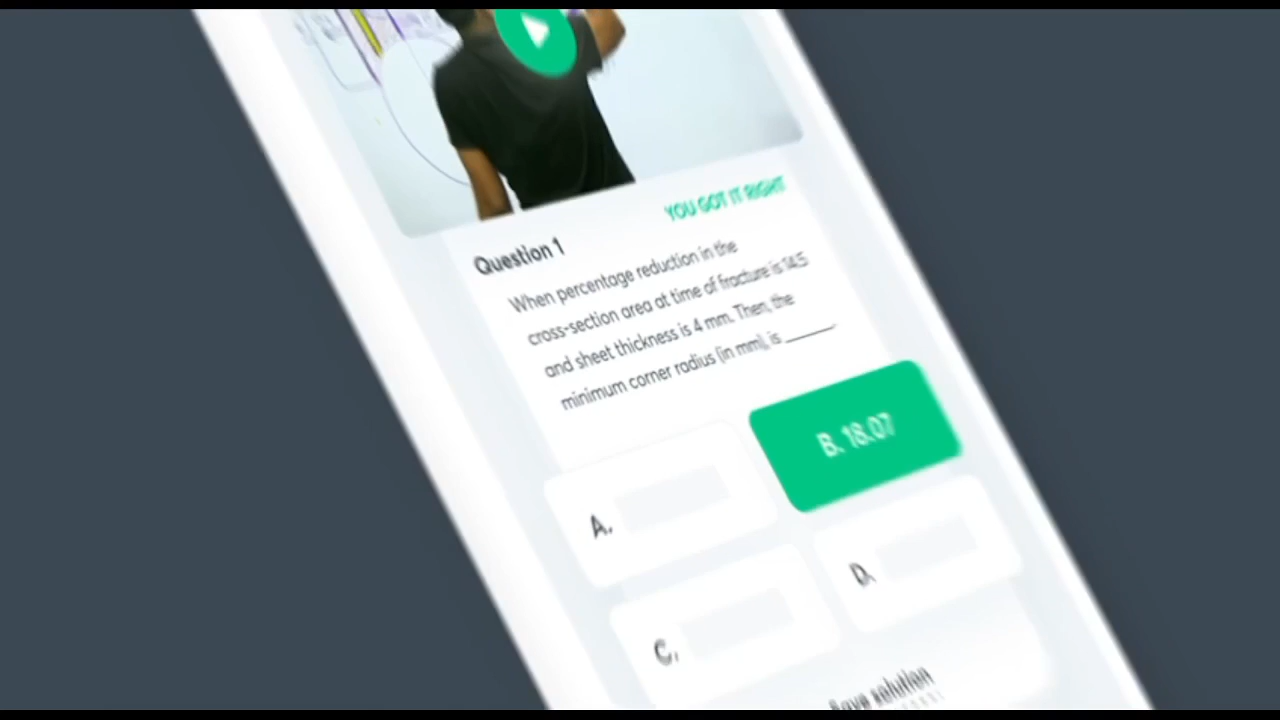 YOU GOT IT RIGHT
Question 1
When percentage reduction in the
cross-section area at time of fracture is 14.5
and sheet thickness is 4 mm. Then, the
minimum corner radius (in mm), is ______.
A.
B. 18.07
C.
D.
Save solution